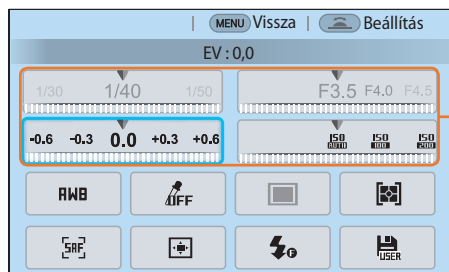 MENU Vissza | Beállítás
EV : 0,0
1/30 1/40 1/50 F3.5 F4.0 F4.5
-0.6 -0.3 0.0 +0.3 +0.6 ISO AUTO ISO 100 ISO 200
AWB OFF
SAF F USER